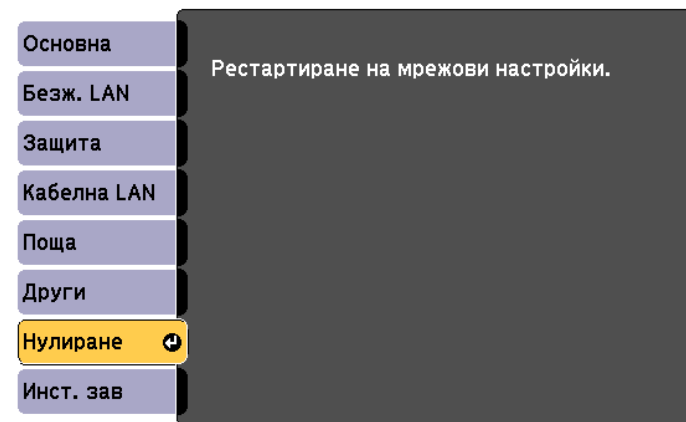 Основна
Безж. LAN
Защита
Кабелна LAN
Поща
Други
Нулиране
Инст. зав
Рестартиране на мрежови настройки.